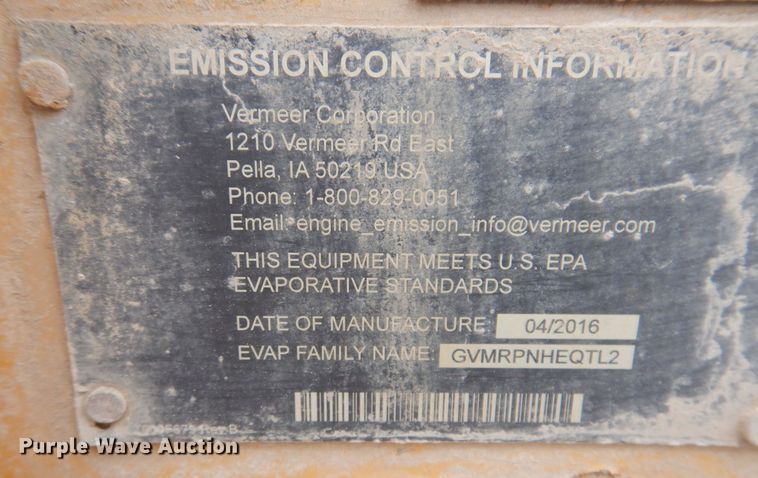 EMISSION CONTROL INFORMATION
Vermeer Corporation
1210 Vermeer Rd East
Pella, IA 50219 USA
Phone: 1-800-829-0051
Email: engine_emission_info@vermeer.com
THIS EQUIPMENT MEETS U.S. EPA
EVAPORATIVE STANDARDS
DATE OF MANUFACTURE: 04/2016
EVAP FAMILY NAME: GVMRPNHEQTL2
Purple Wave Auction